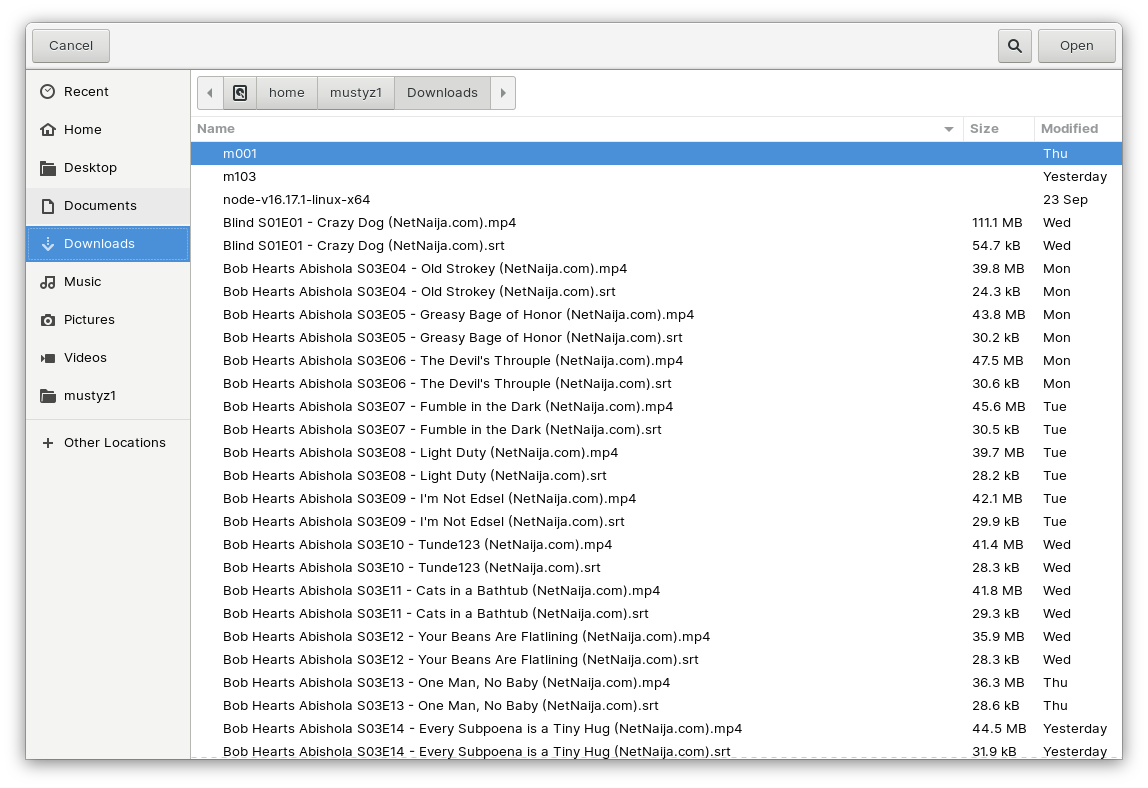 Cancel Open
Recent
Home
Desktop
Documents
Downloads
Music
Pictures
Videos
mustyz1
Other Locations
home mustyz1 Downloads
Name Size Modified
m001 Thu
m103 Yesterday
node-v16.17.1-linux-x64 23 Sep
Blind S01E01 - Crazy Dog (NetNaija.com).mp4 111.1 MB Wed
Blind S01E01 - Crazy Dog (NetNaija.com).srt 54.7 kB Wed
Bob Hearts Abishola S03E04 - Old Strokey (NetNaija.com).mp4 39.8 MB Mon
Bob Hearts Abishola S03E04 - Old Strokey (NetNaija.com).srt 24.3 kB Mon
Bob Hearts Abishola S03E05 - Greasy Bage of Honor (NetNaija.com).mp4 43.8 MB Mon
Bob Hearts Abishola S03E05 - Greasy Bage of Honor (NetNaija.com).srt 30.2 kB Mon
Bob Hearts Abishola S03E06 - The Devil's Throuple (NetNaija.com).mp4 47.5 MB Mon
Bob Hearts Abishola S03E06 - The Devil's Throuple (NetNaija.com).srt 30.6 kB Mon
Bob Hearts Abishola S03E07 - Fumble in the Dark (NetNaija.com).mp4 45.6 MB Tue
Bob Hearts Abishola S03E07 - Fumble in the Dark (NetNaija.com).srt 30.5 kB Tue
Bob Hearts Abishola S03E08 - Light Duty (NetNaija.com).mp4 39.7 MB Tue
Bob Hearts Abishola S03E08 - Light Duty (NetNaija.com).srt 28.2 kB Tue
Bob Hearts Abishola S03E09 - I'm Not Edsel (NetNaija.com).mp4 42.1 MB Tue
Bob Hearts Abishola S03E09 - I'm Not Edsel (NetNaija.com).srt 29.9 kB Tue
Bob Hearts Abishola S03E10 - Tunde123 (NetNaija.com).mp4 41.4 MB Wed
Bob Hearts Abishola S03E10 - Tunde123 (NetNaija.com).srt 28.3 kB Wed
Bob Hearts Abishola S03E11 - Cats in a Bathtub (NetNaija.com).mp4 41.8 MB Wed
Bob Hearts Abishola S03E11 - Cats in a Bathtub (NetNaija.com).srt 29.3 kB Wed
Bob Hearts Abishola S03E12 - Your Beans Are Flatlining (NetNaija.com).mp4 35.9 MB Wed
Bob Hearts Abishola S03E12 - Your Beans Are Flatlining (NetNaija.com).srt 28.3 kB Wed
Bob Hearts Abishola S03E13 - One Man, No Baby (NetNaija.com).mp4 36.3 MB Thu
Bob Hearts Abishola S03E13 - One Man, No Baby (NetNaija.com).srt 28.6 kB Thu
Bob Hearts Abishola S03E14 - Every Subpoena is a Tiny Hug (NetNaija.com).mp4 44.5 MB Yesterday
Bob Hearts Abishola S03E14 - Every Subpoena is a Tiny Hug (NetNaija.com).srt 31.9 kB Yesterday